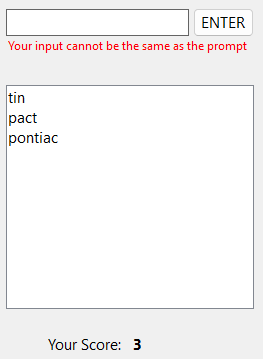 ENTER
Your input cannot be the same as the prompt
tin
pact
pontiac
Your Score: 3